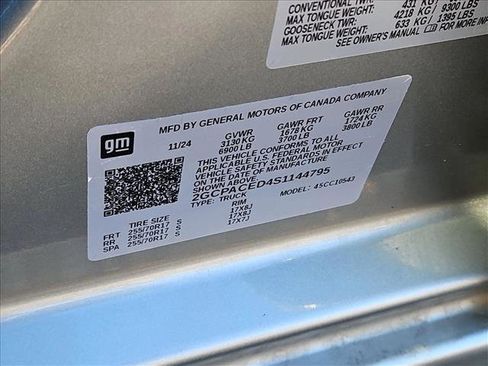 CONVENTIONAL TWR: 431 KG / 9300 LBS
MAX TONGUE WEIGHT: 4218 KG /
GOOSENECK TWR: 633 KG / 1395 LBS
MAX TONGUE WEIGHT:
SEE OWNER'S MANUAL FOR MORE INFO
MFD BY GENERAL MOTORS OF CANADA COMPANY
gm
11/24 GVWR GAWR FRT GAWR RR
3130 KG 1678 KG 1724 KG
6900 LB 3700 LB 3800 LB
THIS VEHICLE CONFORMS TO ALL
APPLICABLE U.S. FEDERAL MOTOR
VEHICLE SAFETY STANDARDS IN EFFECT
ON THE DATE OF MANUFACTURE
2GCPACED4S1144795
TYPE: TRUCK MODEL: 4SCC10543
TIRE SIZE RIM
FRT 255/70R17 S 17X8J
RR 255/70R17 S 17X8J
SPA 255/70R17 S 17X7J